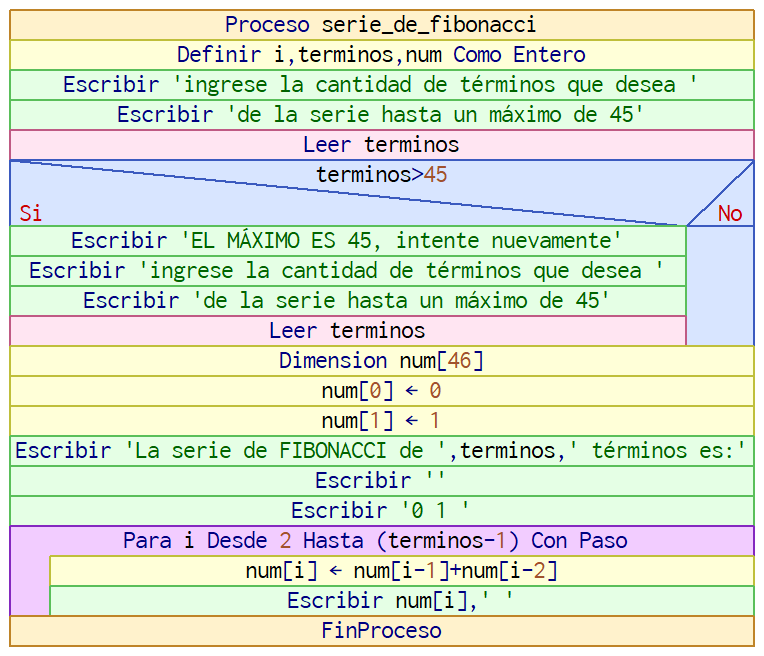 Proceso serie_de_fibonacci
Definir i,terminos,num Como Entero
Escribir 'ingrese la cantidad de términos que desea '
Escribir 'de la serie hasta un máximo de 45'
Leer terminos
terminos>45
Si
No
Escribir 'EL MÁXIMO ES 45, intente nuevamente'
Escribir 'ingrese la cantidad de términos que desea '
Escribir 'de la serie hasta un máximo de 45'
Leer terminos
Dimension num[46]
num[0] ← 0
num[1] ← 1
Escribir 'La serie de FIBONACCI de ',terminos,' términos es:'
Escribir ''
Escribir '0 1 '
Para i Desde 2 Hasta (terminos-1) Con Paso
num[i] ← num[i-1]+num[i-2]
Escribir num[i],' '
FinProceso